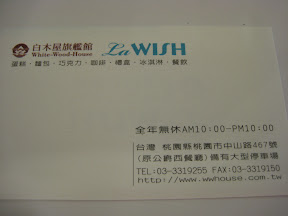 白木屋旗艦館 La WISH
White-Wood-House
蛋糕．麵包．巧克力．咖啡．禮盒．冰淇淋．餐飲
全年無休AM10:00-PM10:00
台灣 桃園縣桃園市中山路467號
(原公爵西餐廳) 備有大型停車場
TEL:03-3319255 FAX:03-3319150
http://www.wwhouse.com.tw